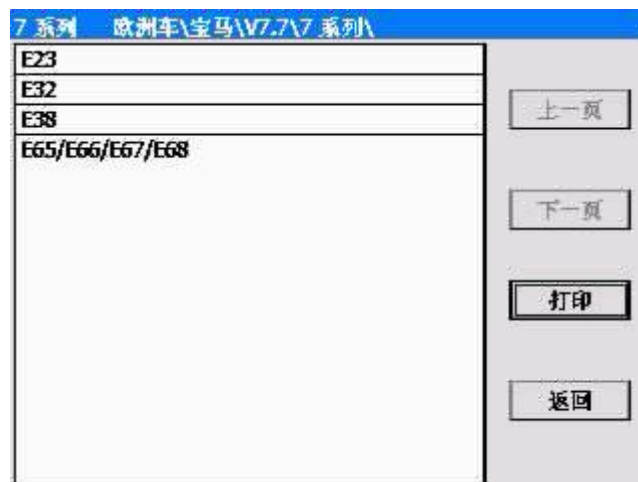 7 系列 欧洲车\宝马\V7.7\7 系列\
E23
E32
E38
E65/E66/E67/E68
上一页
下一页
打印
返回